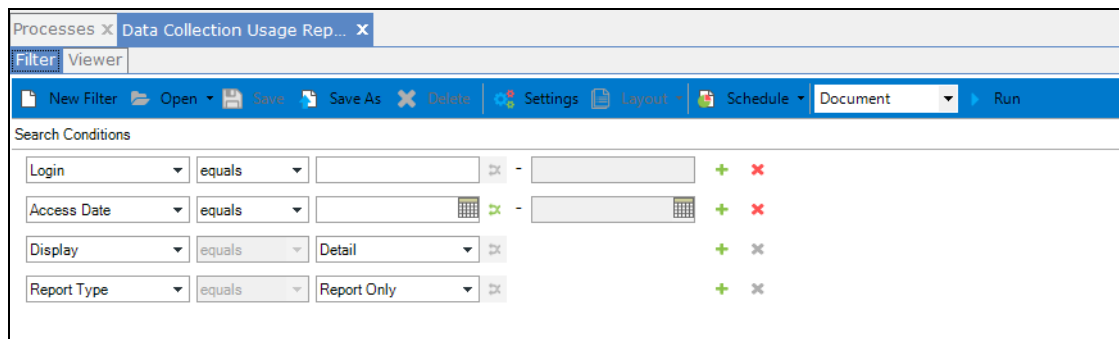 Processes X Data Collection Usage Rep... X
Filter Viewer
New Filter Open Save Save As Delete Settings Layout Schedule Document Run
Search Conditions
Login equals -
Access Date equals -
Display equals Detail
Report Type equals Report Only